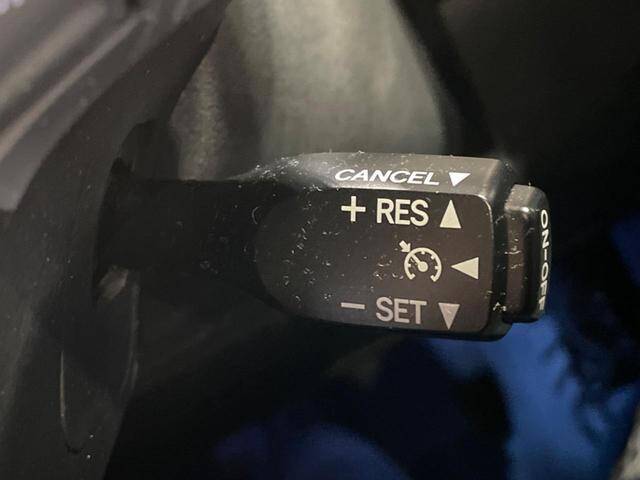 CANCEL ▼
+ RES ▲
◀
− SET ▼
ON-OFF